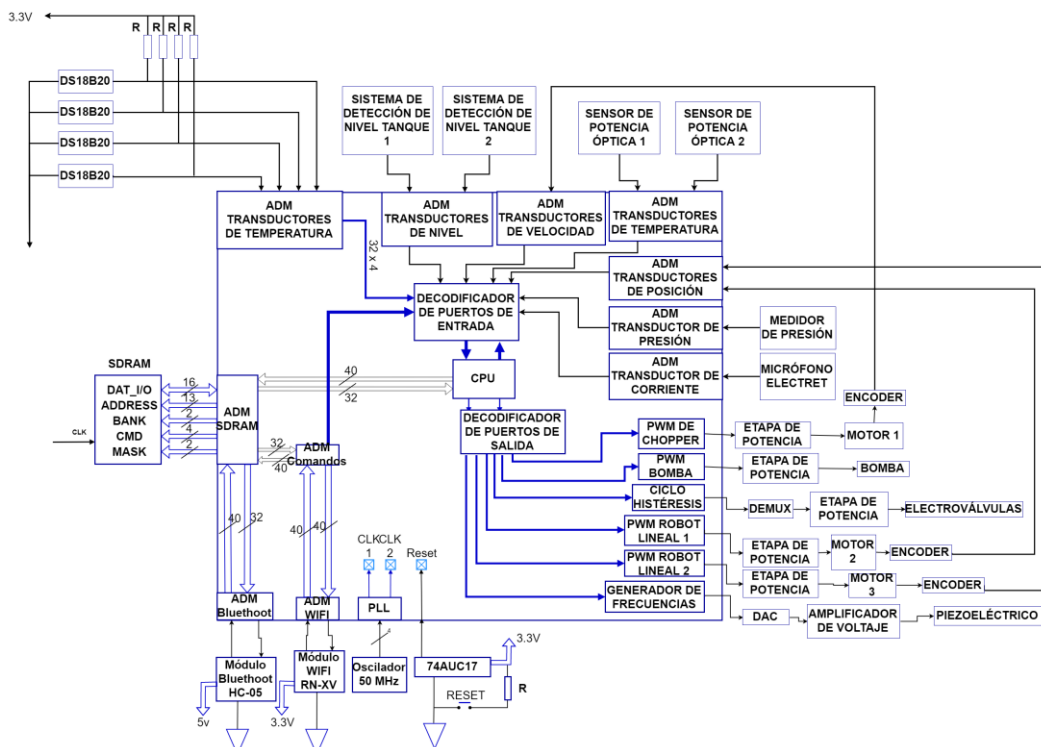 3.3V
R
R
R
R
DS18B20
DS18B20
DS18B20
DS18B20
SISTEMA DE
DETECCIÓN DE
NIVEL TANQUE
1
SISTEMA DE
DETECCIÓN DE
NIVEL TANQUE
2
SENSOR DE
POTENCIA
ÓPTICA 1
SENSOR DE
POTENCIA
ÓPTICA 2
ADM
TRANSDUCTORES
DE TEMPERATURA
ADM
TRANSDUCTORES
DE NIVEL
ADM
TRANSDUCTORES
DE VELOCIDAD
ADM
TRANSDUCTORES
DE TEMPERATURA
32 x 4
ADM
TRANSDUCTORES
DE POSICIÓN
DECODIFICADOR
DE PUERTOS DE
ENTRADA
ADM
TRANSDUCTOR DE
PRESIÓN
MEDIDOR
DE PRESIÓN
ADM
TRANSDUCTOR DE
CORRIENTE
MICRÓFONO
ELECTRET
SDRAM
DAT_I/O
ADDRESS
BANK
CMD
MASK
CLK
16
13
2
4
2
ADM
SDRAM
40
32
CPU
DECODIFICADOR
DE PUERTOS DE
SALIDA
32
40
ADM
Comandos
PWM DE
CHOPPER
ETAPA DE
POTENCIA
MOTOR 1
ENCODER
PWM
BOMBA
ETAPA DE
POTENCIA
BOMBA
CICLO
HISTÉRESIS
DEMUX
ETAPA DE
POTENCIA
ELECTROVÁLVULAS
PWM ROBOT
LINEAL 1
ETAPA DE
POTENCIA
MOTOR
2
ENCODER
PWM ROBOT
LINEAL 2
ETAPA DE
POTENCIA
MOTOR
3
ENCODER
GENERADOR DE
FRECUENCIAS
DAC
AMPLIFICADOR
DE VOLTAJE
PIEZOELÉCTRICO
40
32
40
40
CLK
1
CLK
2
Reset
ADM
Bluethoot
ADM
WIFI
PLL
Módulo
Bluethoot
HC-05
Módulo
WIFI
RN-XV
Oscilador
50 MHz
74AUC17
3.3V
RESET
R
5v
3.3V